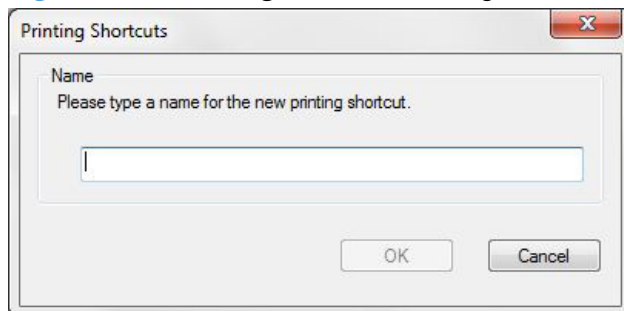 Printing Shortcuts
Name
Please type a name for the new printing shortcut.
OK
Cancel